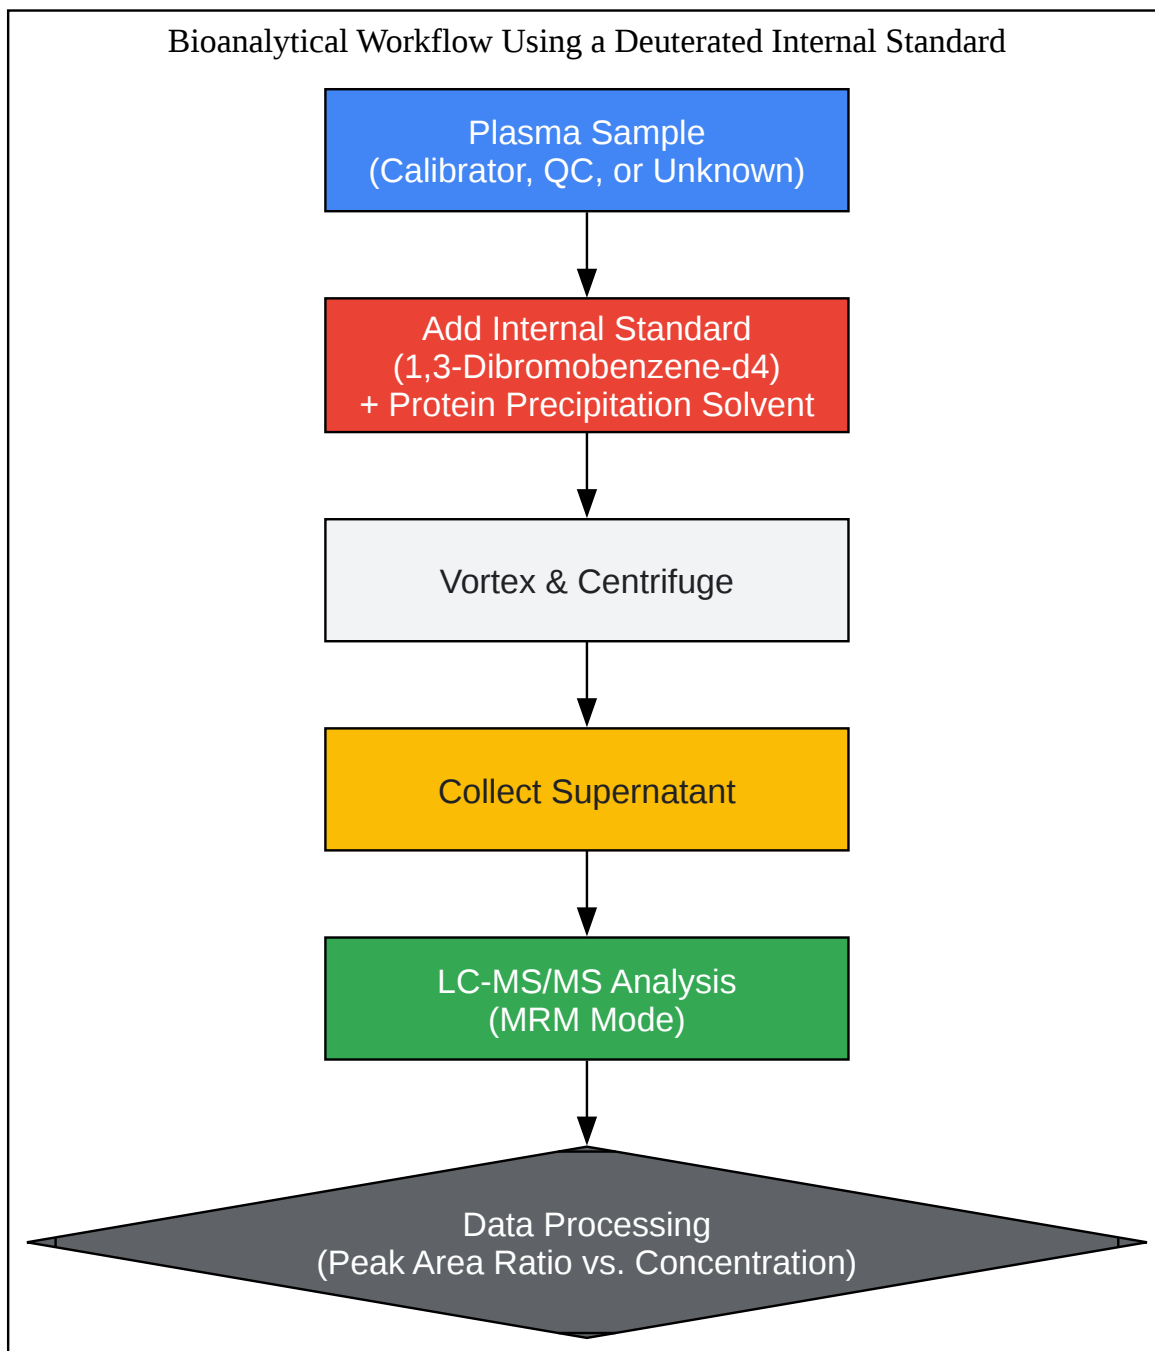 Bioanalytical Workflow Using a Deuterated Internal Standard
Plasma Sample
(Calibrator, QC, or Unknown)
Add Internal Standard
(1,3-Dibromobenzene-d4)
+ Protein Precipitation Solvent
Vortex & Centrifuge
Collect Supernatant
LC-MS/MS Analysis
(MRM Mode)
Data Processing
(Peak Area Ratio vs. Concentration)